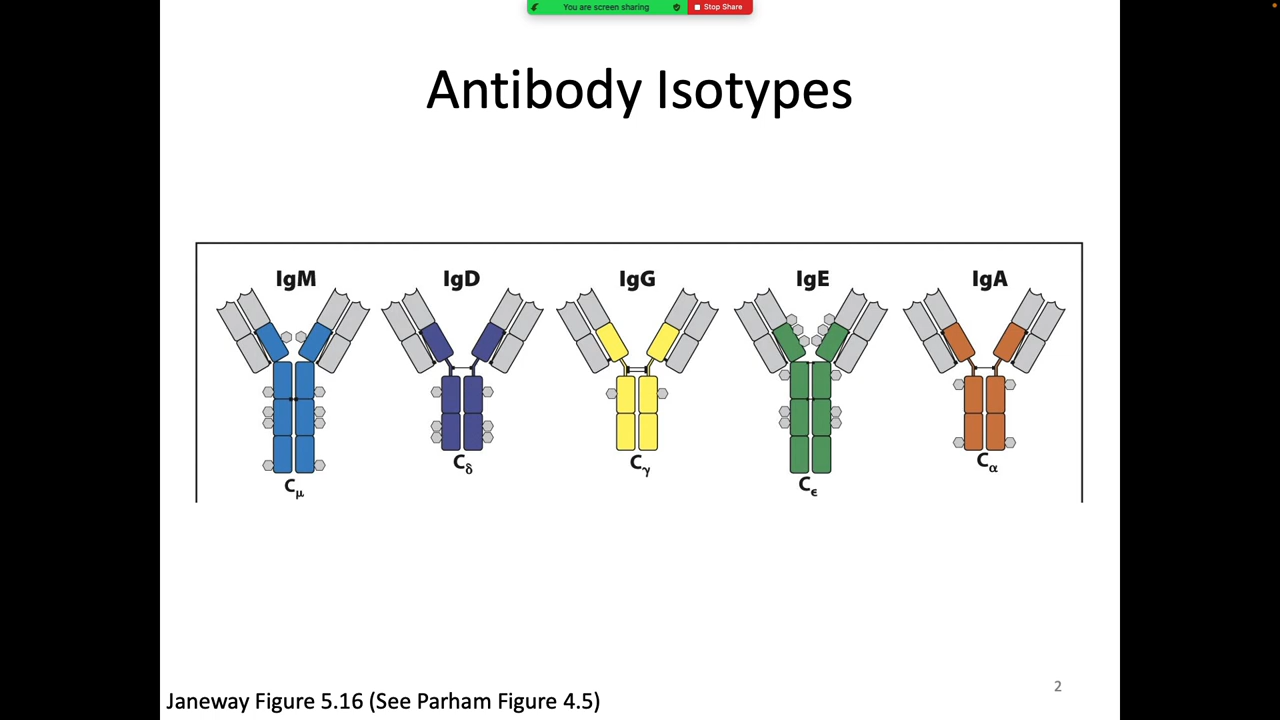 You are screen sharing
Stop Share
Antibody Isotypes
IgM IgD IgG IgE IgA
Cδ Cγ Cα
Cμ Cϵ
2
Janeway Figure 5.16 (See Parham Figure 4.5)